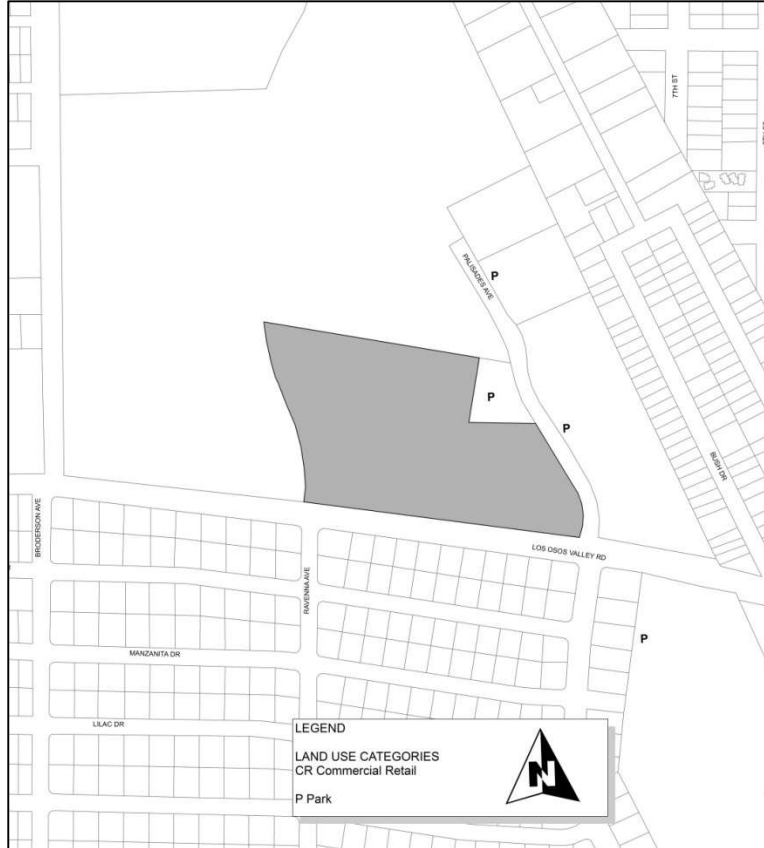 7TH ST
PALISADES AVE
P
P
P
BUSH DR
BRODERSON AVE
LOS OSOS VALLEY RD
RAVENNA AVE
P
MANZANITA DR
LILAC DR
LEGEND
LAND USE CATEGORIES
CR Commercial Retail
P Park
N